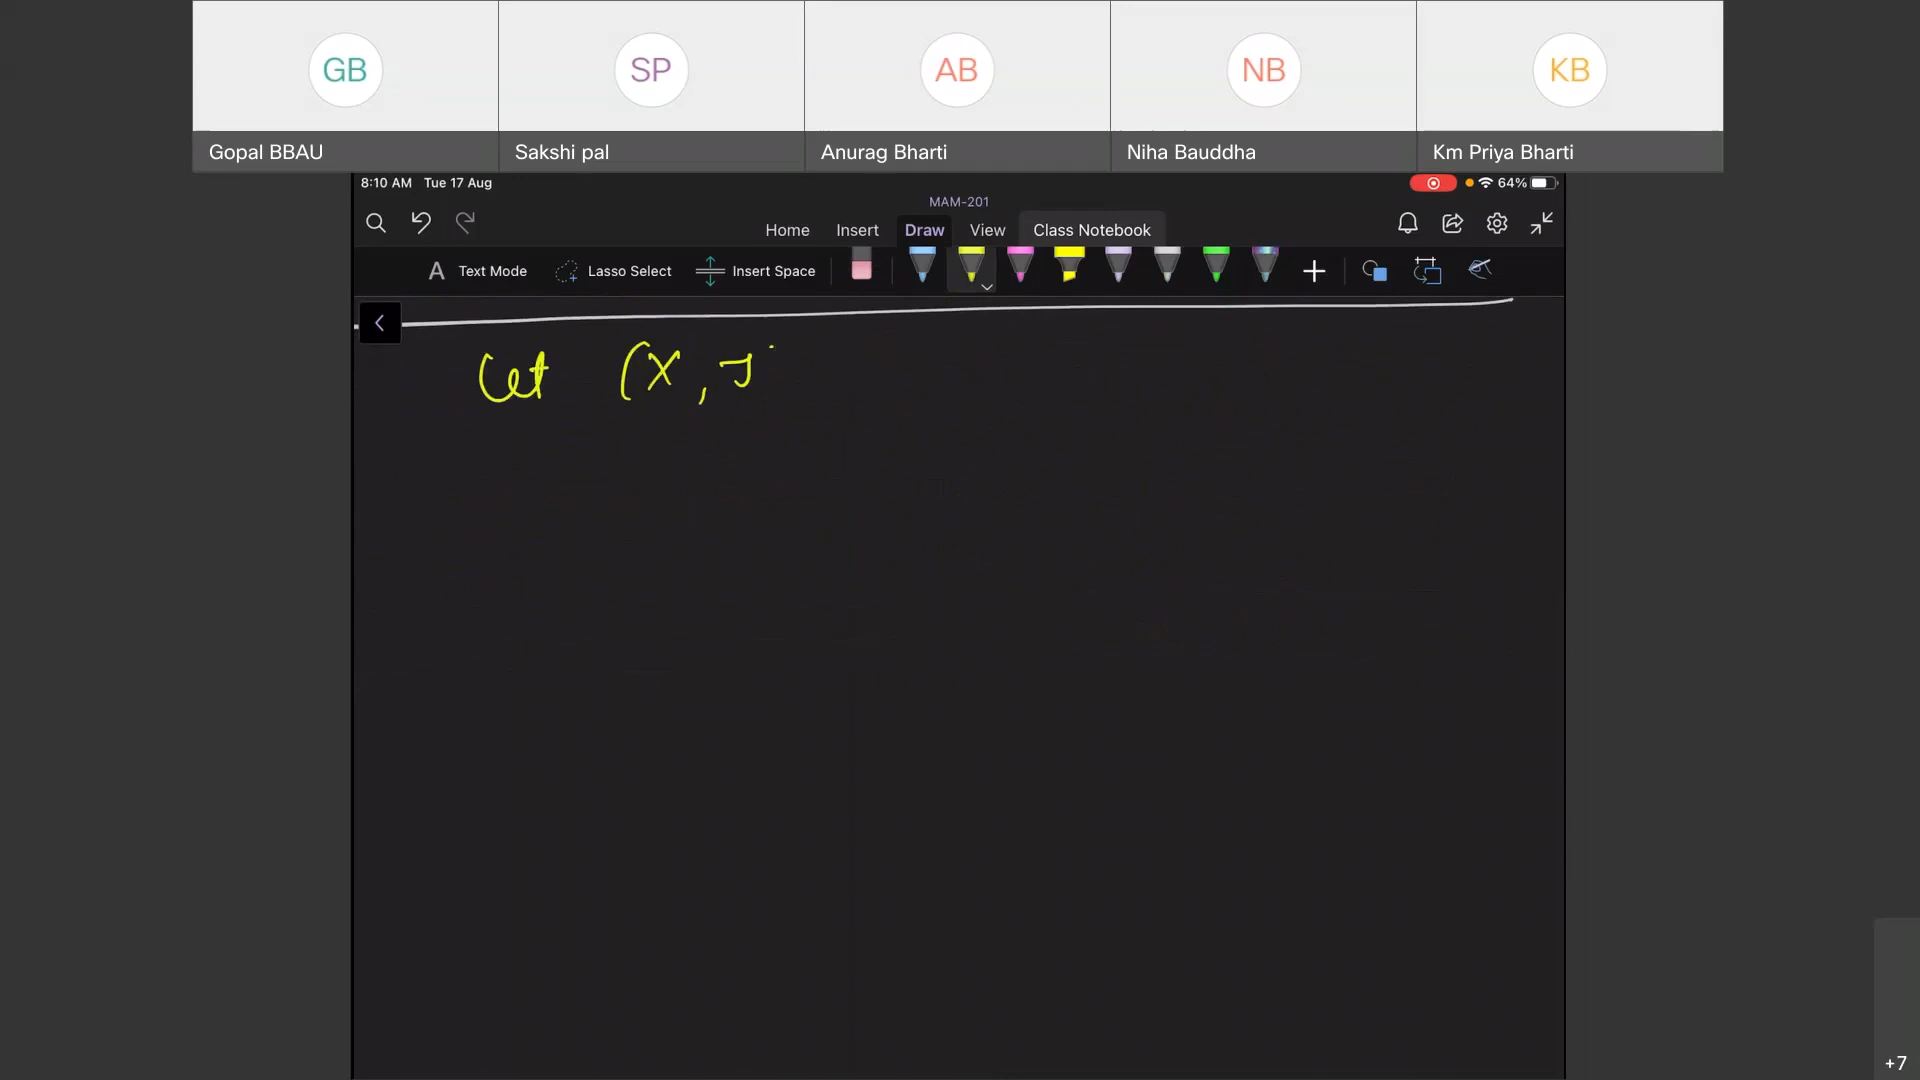 GB SP AB NB KB
Gopal BBAU Sakshi pal Anurag Bharti Niha Bauddha Km Priya Bharti
8:10 AM Tue 17 Aug 64%
MAM-201
Home Insert Draw View Class Notebook
A Text Mode Lasso Select Insert Space
Let (X, J
+7